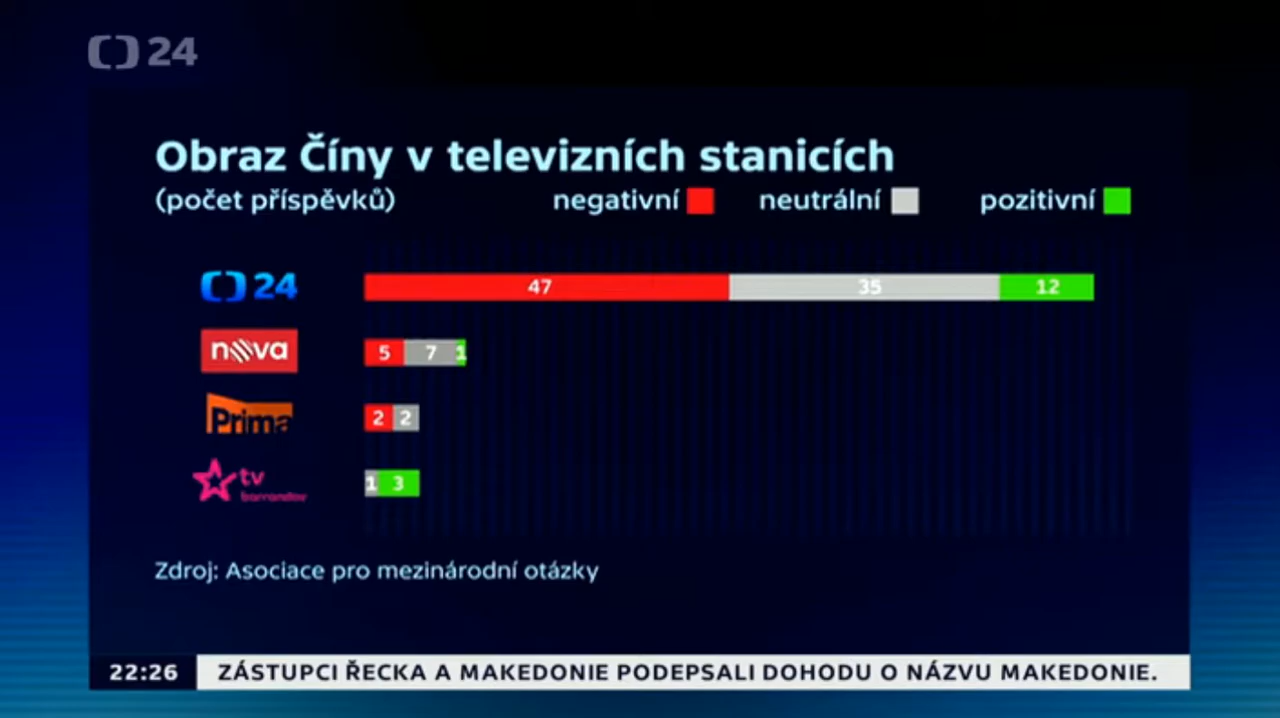 24
Obraz Číny v televizních stanicích
(počet příspěvků) negativní neutrální pozitivní
24 47 35 12
nova 5 7 1
Prima 2 2
tv barrandov 1 3
Zdroj: Asociace pro mezinárodní otázky
22:26 ZÁSTUPCI ŘECKA A MAKEDONIE PODEPSALI DOHODU O NÁZVU MAKEDONIE.